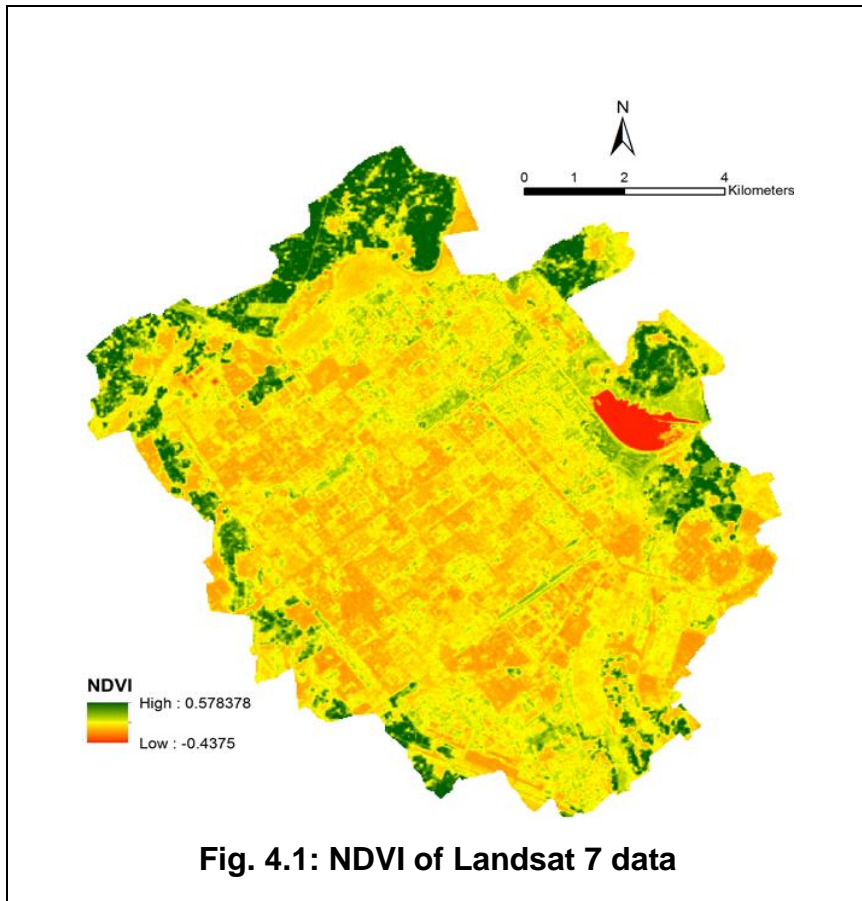 N
0 1 2 4
Kilometers
NDVI
High : 0.578378
Low : -0.4375
Fig. 4.1: NDVI of Landsat 7 data